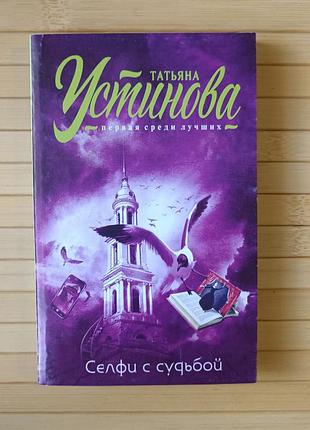 ТАТЬЯНА
Устинова
первая среди лучших
Селфи с судьбой